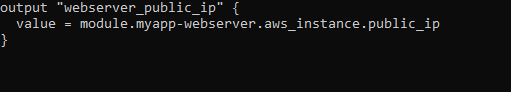 output "webserver_public_ip" {
  value = module.myapp-webserver.aws_instance.public_ip
}